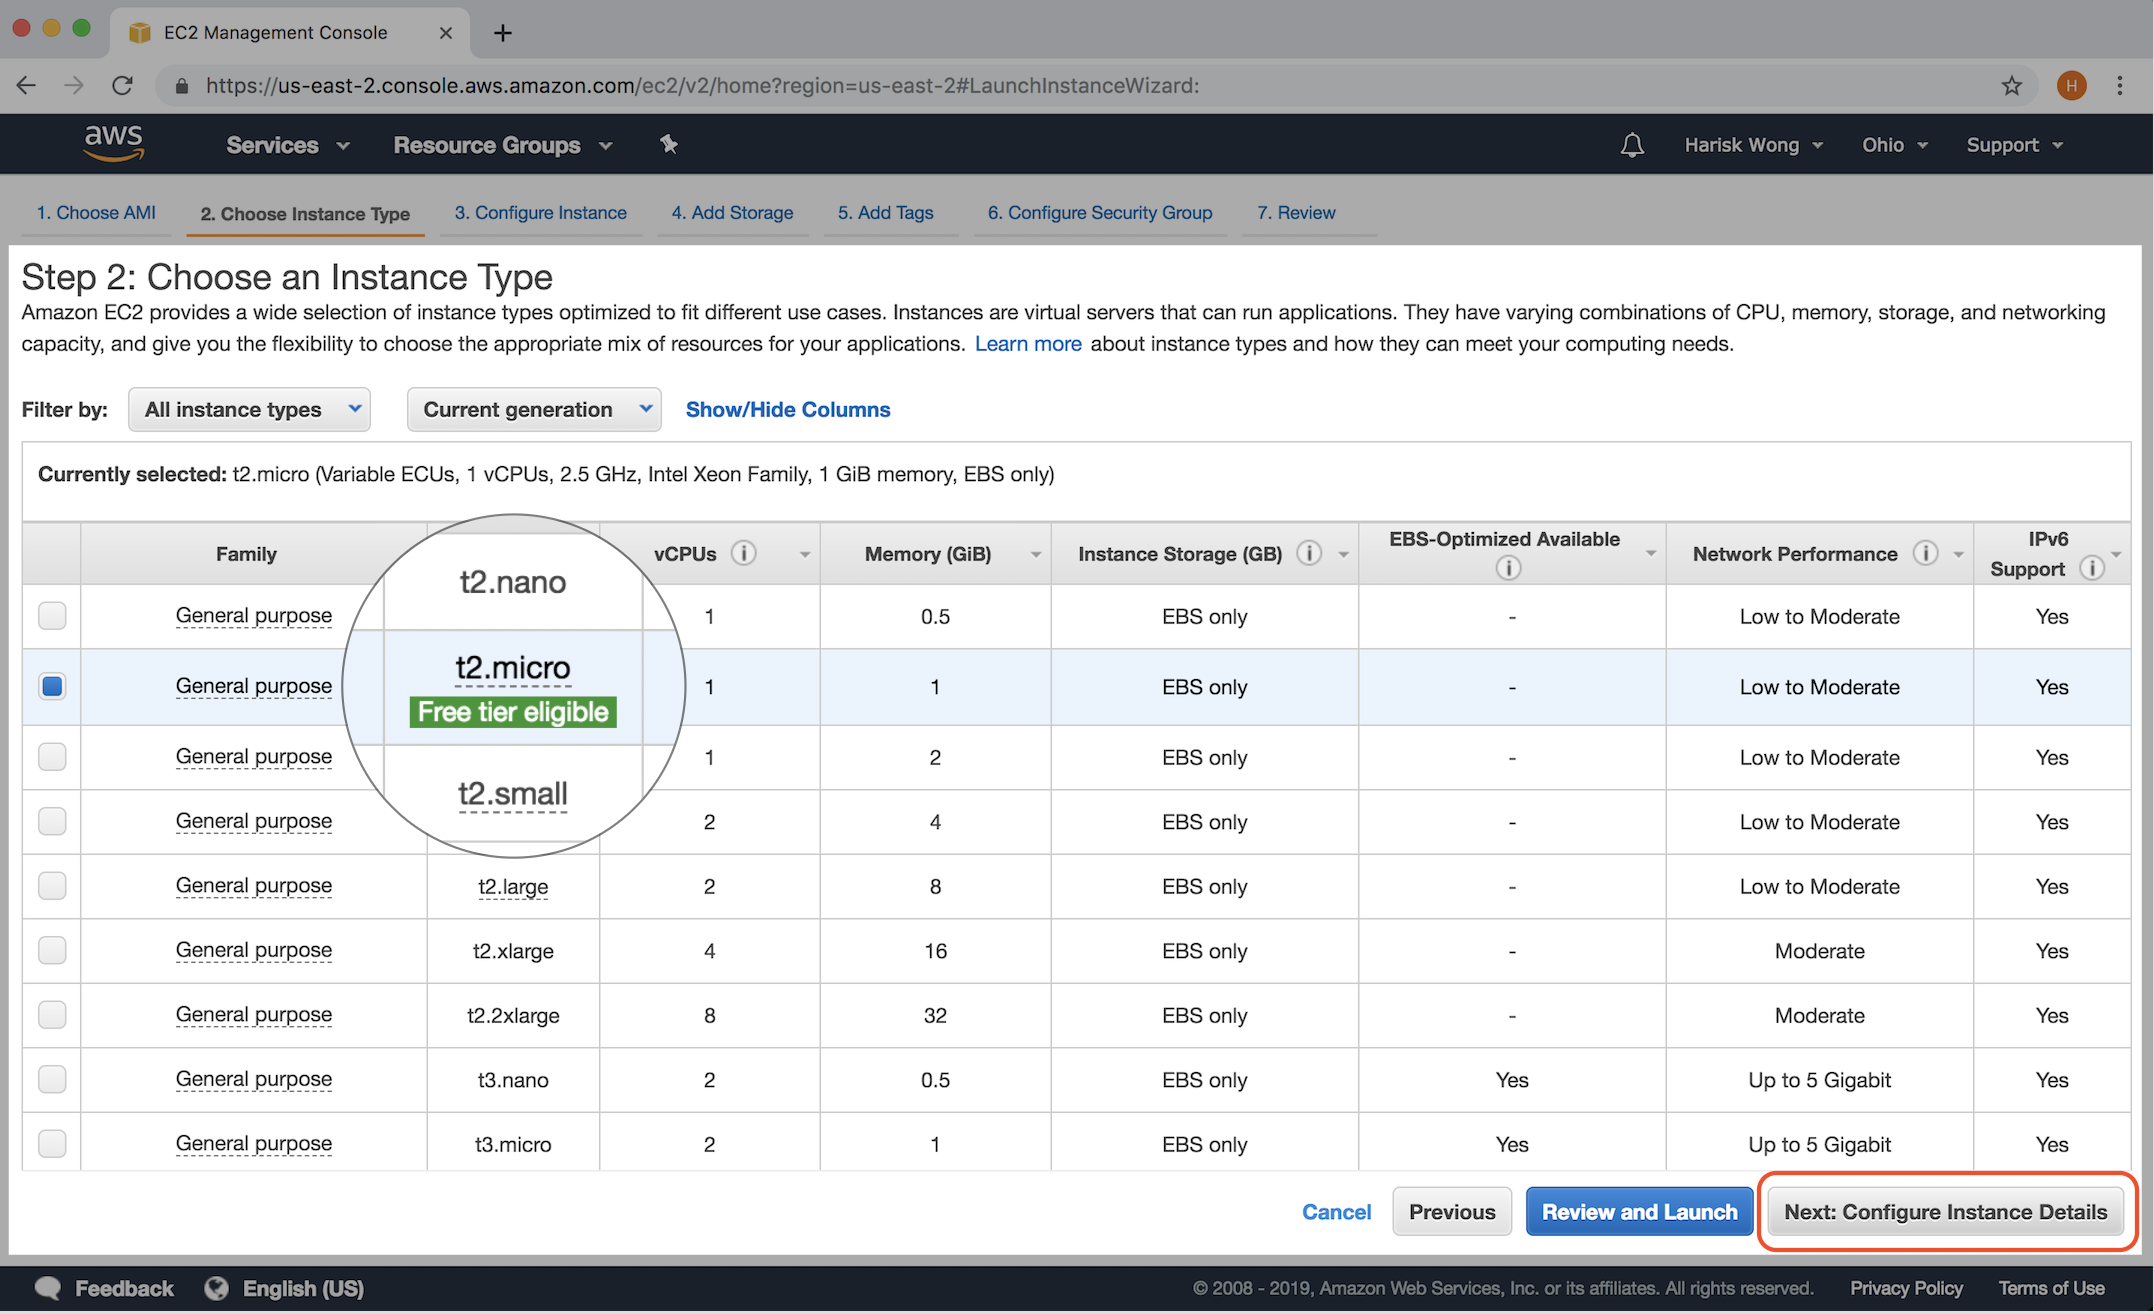 EC2 Management Console
https://us-east-2.console.aws.amazon.com/ec2/v2/home?region=us-east-2#LaunchInstanceWizard:
H
aws Services Resource Groups Harisk Wong Ohio Support
1. Choose AMI 2. Choose Instance Type 3. Configure Instance 4. Add Storage 5. Add Tags 6. Configure Security Group 7. Review
Step 2: Choose an Instance Type
Amazon EC2 provides a wide selection of instance types optimized to fit different use cases. Instances are virtual servers that can run applications. They have varying combinations of CPU, memory, storage, and networking
capacity, and give you the flexibility to choose the appropriate mix of resources for your applications. Learn more about instance types and how they can meet your computing needs.
Filter by: All instance types Current generation Show/Hide Columns
Currently selected: t2.micro (Variable ECUs, 1 vCPUs, 2.5 GHz, Intel Xeon Family, 1 GiB memory, EBS only)
Family vCPUs Memory (GiB) Instance Storage (GB) EBS-Optimized Available Network Performance IPv6 Support
General purpose t2.nano 1 0.5 EBS only - Low to Moderate Yes
General purpose t2.micro Free tier eligible 1 1 EBS only - Low to Moderate Yes
General purpose t2.small 1 2 EBS only - Low to Moderate Yes
General purpose 2 4 EBS only - Low to Moderate Yes
General purpose t2.large 2 8 EBS only - Low to Moderate Yes
General purpose t2.xlarge 4 16 EBS only - Moderate Yes
General purpose t2.2xlarge 8 32 EBS only - Moderate Yes
General purpose t3.nano 2 0.5 EBS only Yes Up to 5 Gigabit Yes
General purpose t3.micro 2 1 EBS only Yes Up to 5 Gigabit Yes
Cancel Previous Review and Launch Next: Configure Instance Details
Feedback English (US) © 2008 - 2019, Amazon Web Services, Inc. or its affiliates. All rights reserved. Privacy Policy Terms of Use